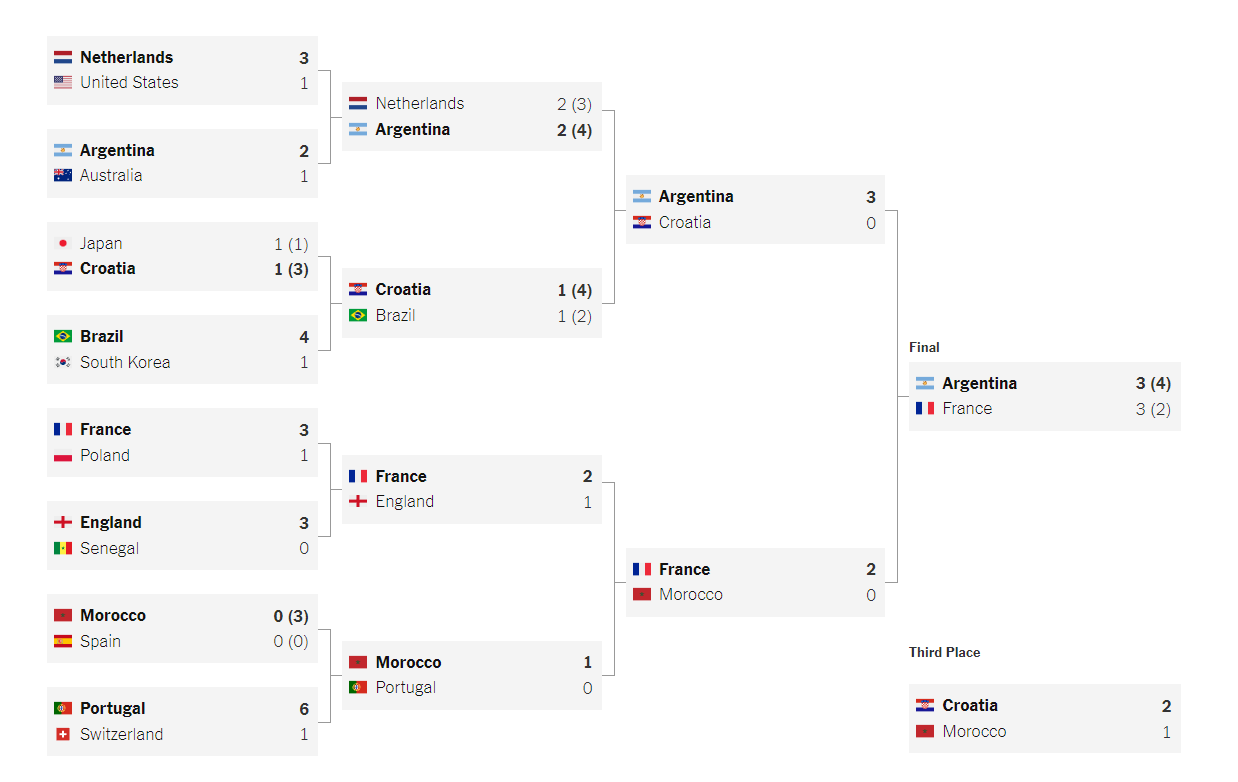 Netherlands 3
United States 1
Argentina 2
Australia 1
Japan 1 (1)
Croatia 1 (3)
Brazil 4
South Korea 1
France 3
Poland 1
England 3
Senegal 0
Morocco 0 (3)
Spain 0 (0)
Portugal 6
Switzerland 1
Netherlands 2 (3)
Argentina 2 (4)
Croatia 1 (4)
Brazil 1 (2)
France 2
England 1
Morocco 1
Portugal 0
Argentina 3
Croatia 0
France 2
Morocco 0
Final
Argentina 3 (4)
France 3 (2)
Third Place
Croatia 2
Morocco 1